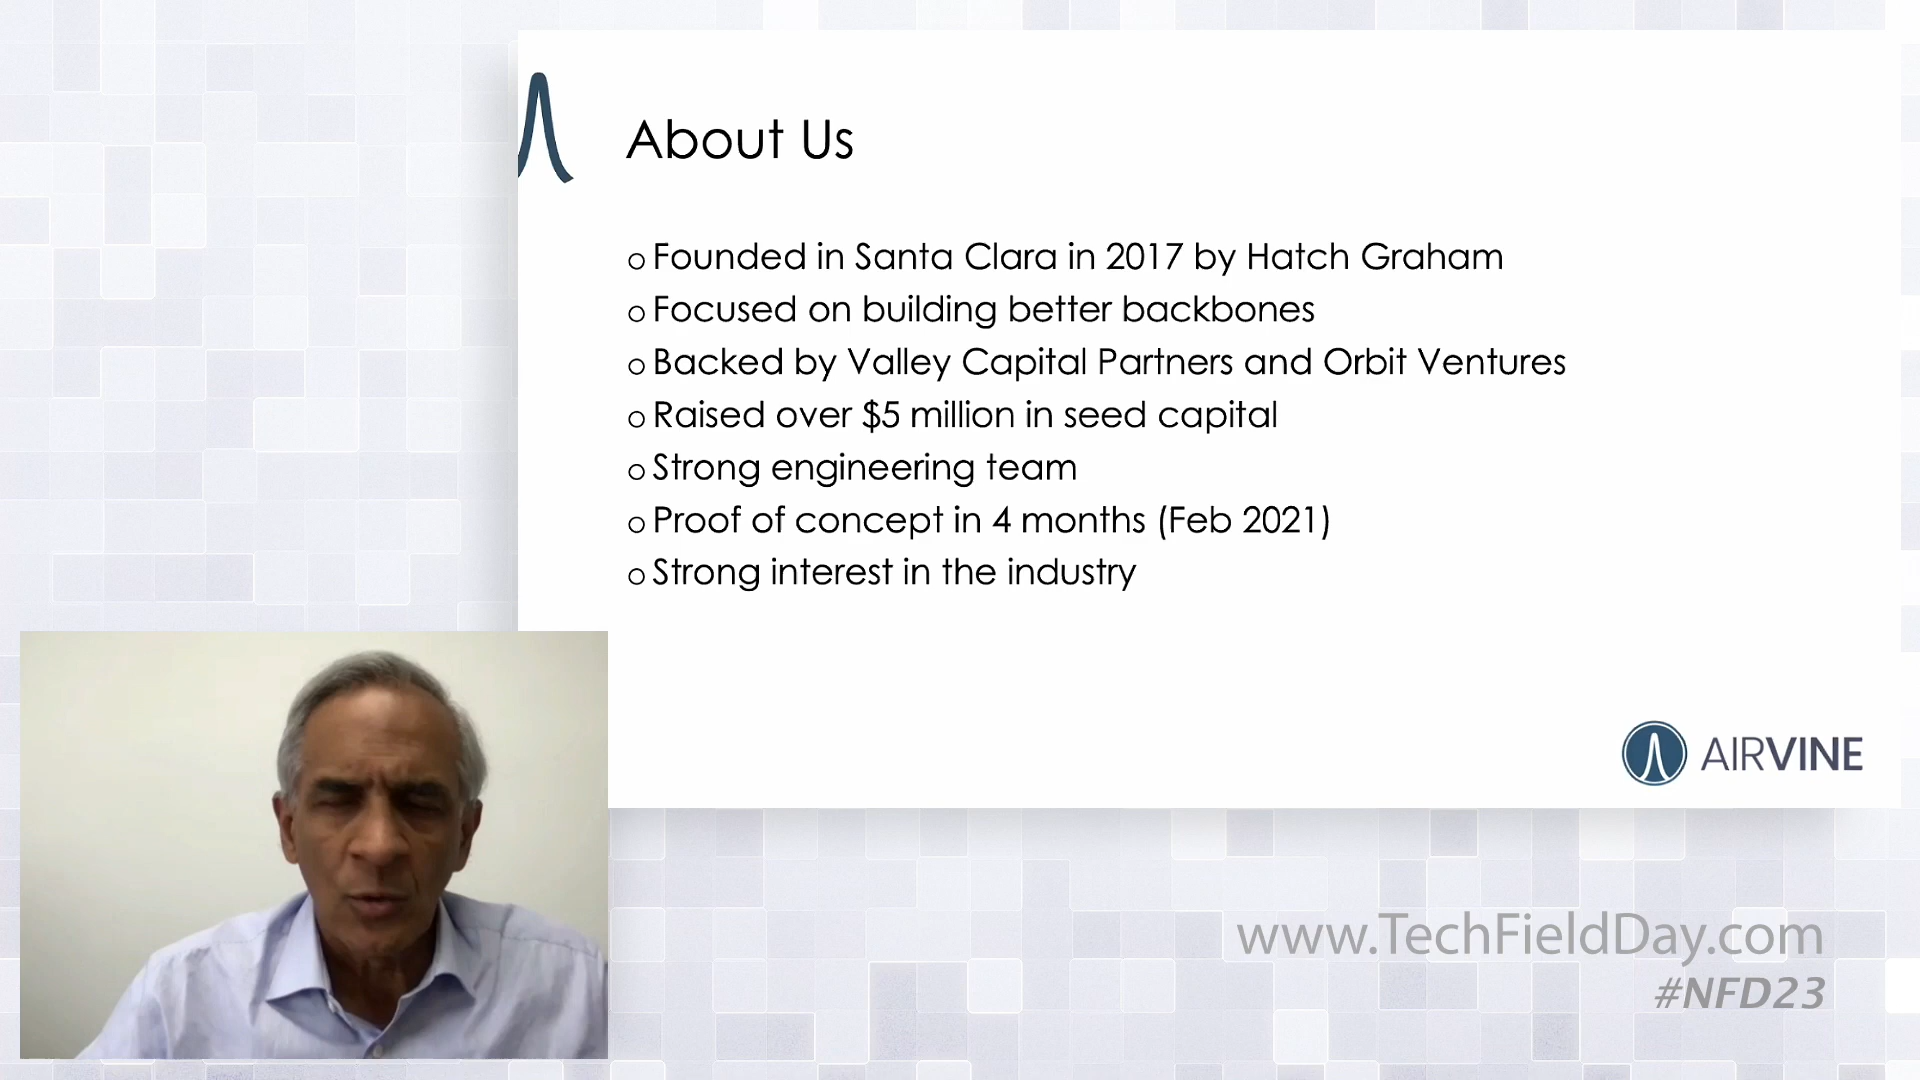 About Us
o Founded in Santa Clara in 2017 by Hatch Graham
o Focused on building better backbones
o Backed by Valley Capital Partners and Orbit Ventures
o Raised over $5 million in seed capital
o Strong engineering team
o Proof of concept in 4 months (Feb 2021)
o Strong interest in the industry
AIRVINE
www.TechFieldDay.com
#NFD23